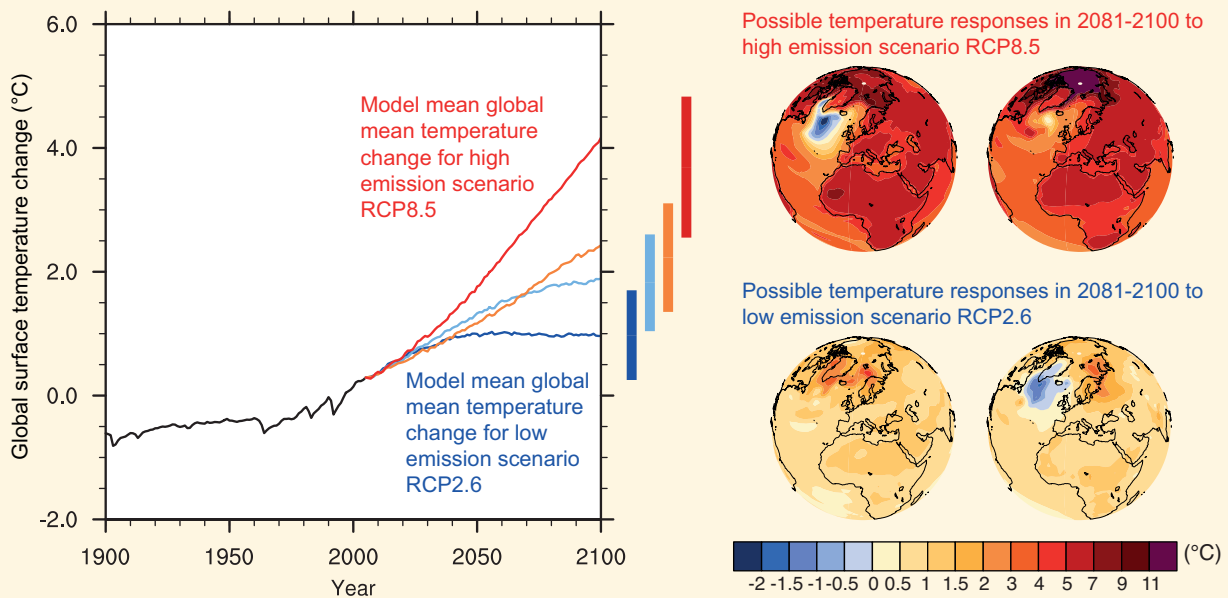 Global surface temperature change (°C)
6.0
4.0
2.0
0.0
-2.0
1900
1950
2000
2050
2100
Year
Model mean global
mean temperature
change for high
emission scenario
RCP8.5
Model mean global
mean temperature
change for low
emission scenario
RCP2.6
Possible temperature responses in 2081-2100 to
high emission scenario RCP8.5
Possible temperature responses in 2081-2100 to
low emission scenario RCP2.6
-2 -1.5 -1 -0.5 0 0.5 1 1.5 2 3 4 5 7 9 11 (°C)